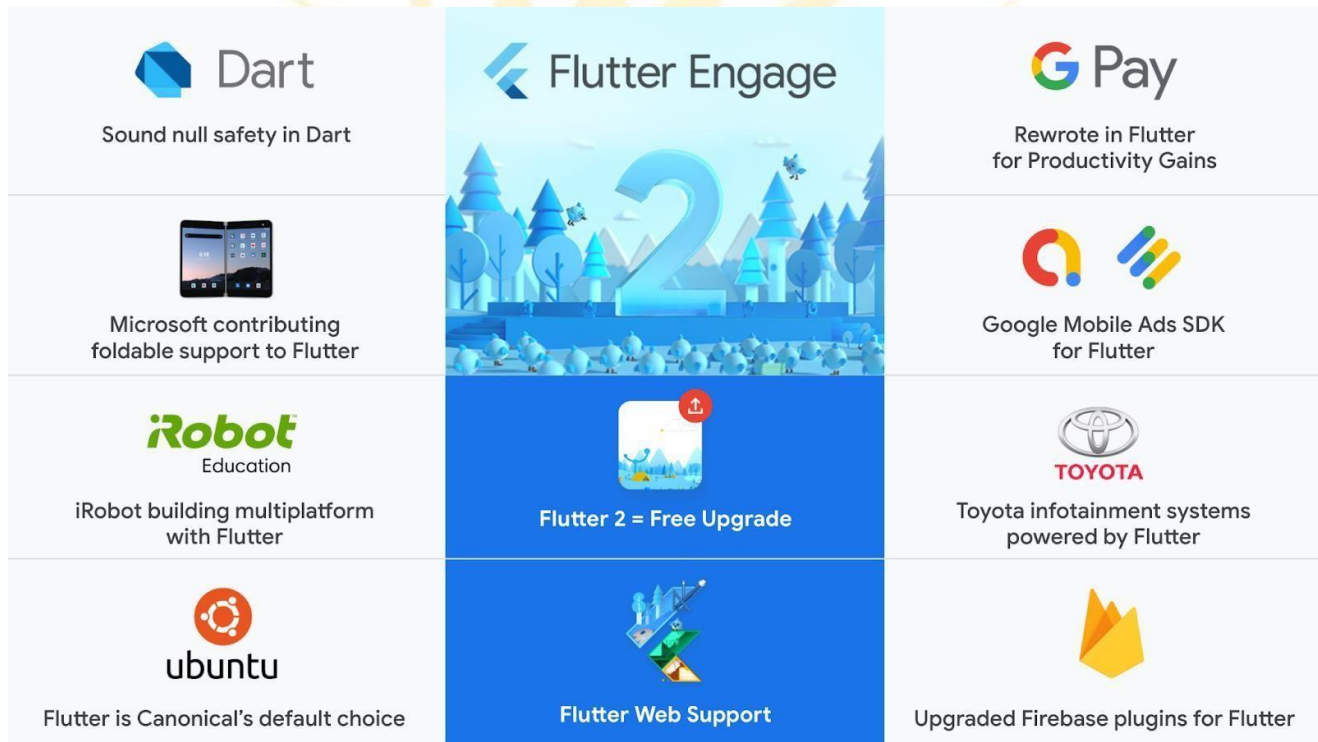 Dart
Sound null safety in Dart
Flutter Engage
2
G Pay
Rewrote in Flutter
for Productivity Gains
Microsoft contributing
foldable support to Flutter
Google Mobile Ads SDK
for Flutter
iRobot
Education
iRobot building multiplatform
with Flutter
Flutter 2 = Free Upgrade
TOYOTA
Toyota infotainment systems
powered by Flutter
ubuntu
Flutter is Canonical's default choice
Flutter Web Support
Upgraded Firebase plugins for Flutter